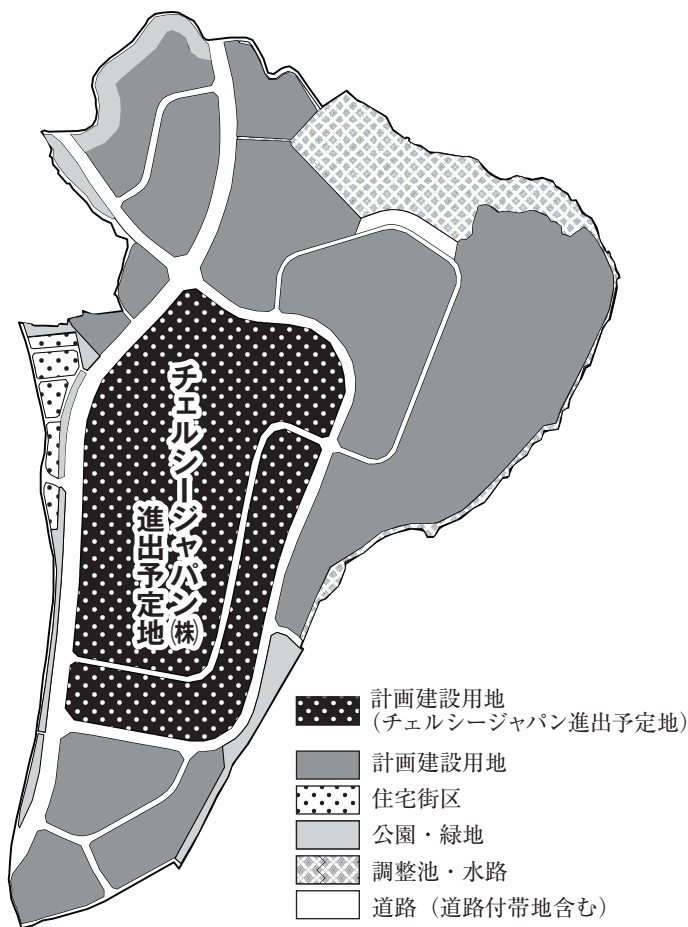 チェルシージャパン㈱
進出予定地
計画建設用地
(チェルシージャパン進出予定地)
計画建設用地
住宅街区
公園・緑地
調整池・水路
道路(道路付帯地含む)